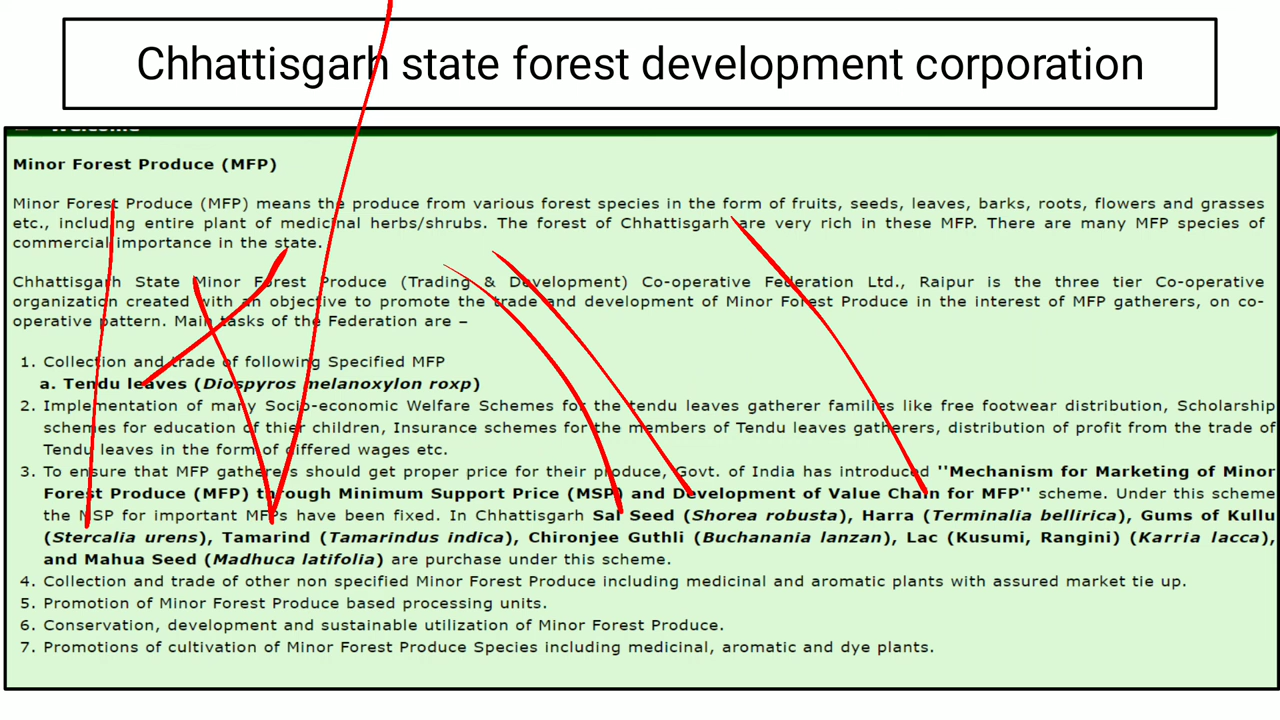 Chhattisgarh state forest development corporation
Welcome
Minor Forest Produce (MFP)
Minor Forest Produce (MFP) means the produce from various forest species in the form of fruits, seeds, leaves, barks, roots, flowers and grasses
etc., including entire plant of medicinal herbs/shrubs. The forest of Chhattisgarh are very rich in these MFP. There are many MFP species of
commercial importance in the state.
Chhattisgarh State Minor Forest Produce (Trading & Development) Co-operative Federation Ltd., Raipur is the three tier Co-operative
organization created with an objective to promote the trade and development of Minor Forest Produce in the interest of MFP gatherers, on co-
operative pattern. Main tasks of the Federation are –
1. Collection and trade of following Specified MFP
a. Tendu leaves (Diospyros melanoxylon roxp)
2. Implementation of many Socio-economic Welfare Schemes for the tendu leaves gatherer families like free footwear distribution, Scholarship
schemes for education of thier children, Insurance schemes for the members of Tendu leaves gatherers, distribution of profit from the trade of
Tendu leaves in the form of differed wages etc.
3. To ensure that MFP gatherers should get proper price for their produce, Govt. of India has introduced ''Mechanism for Marketing of Minor
Forest Produce (MFP) through Minimum Support Price (MSP) and Development of Value Chain for MFP'' scheme. Under this scheme
the MSP for important MFPs have been fixed. In Chhattisgarh Sal Seed (Shorea robusta), Harra (Terminalia bellirica), Gums of Kullu
(Stercalia urens), Tamarind (Tamarindus indica), Chironjee Guthli (Buchanania lanzan), Lac (Kusumi, Rangini) (Karria lacca),
and Mahua Seed (Madhuca latifolia) are purchase under this scheme.
4. Collection and trade of other non specified Minor Forest Produce including medicinal and aromatic plants with assured market tie up.
5. Promotion of Minor Forest Produce based processing units.
6. Conservation, development and sustainable utilization of Minor Forest Produce.
7. Promotions of cultivation of Minor Forest Produce Species including medicinal, aromatic and dye plants.